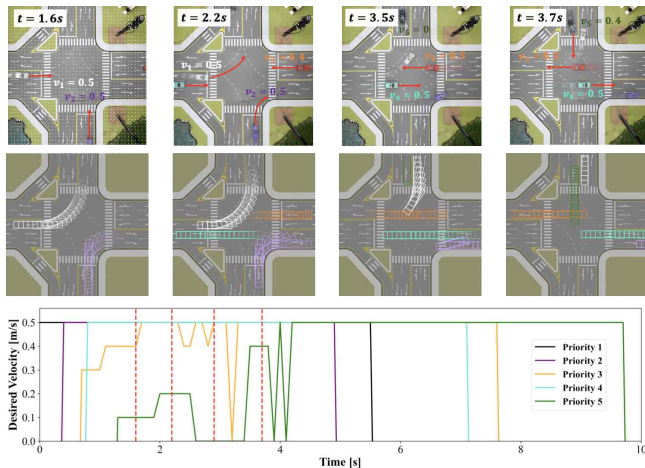 t = 1.6s
t = 2.2s
t = 3.5s
t = 3.7s
v₁ = 0.5
v₂ = 0.5
v₁ = 0.5
v₂ = 0.5
v₅ = 0
v₄ = 0.5
v₅ = 0.4
v₄ = 0.5
Desired Velocity [m/s]
0.5
0.4
0.3
0.2
0.1
0.0
Priority 1
Priority 2
Priority 3
Priority 4
Priority 5
0
2
4
6
8
10
Time [s]